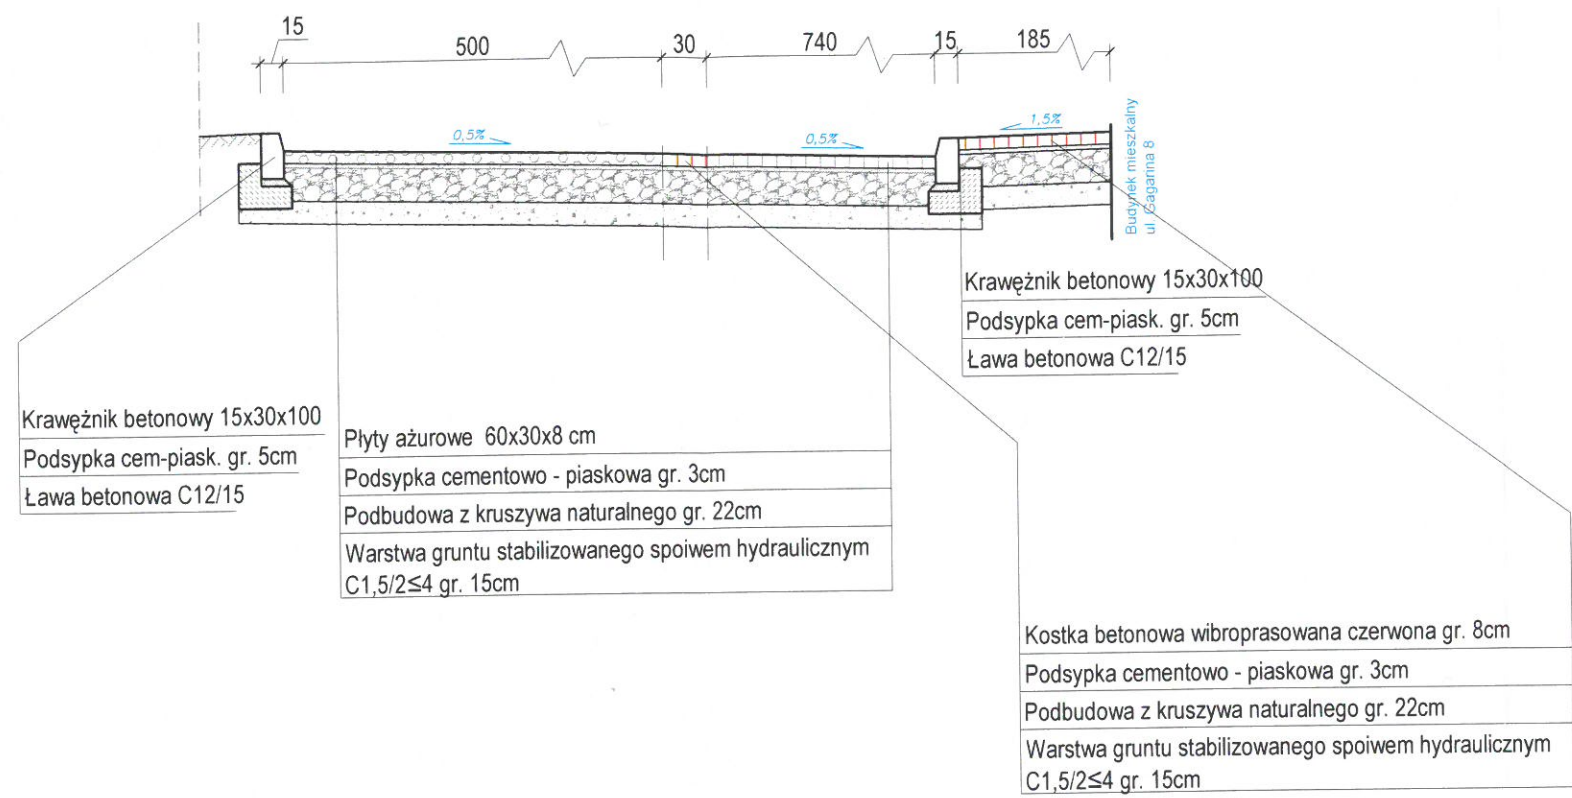 15
500
30
740
15
185
0,5%
0,5%
1,5%
Budynek mieszkalny
ul. Gagarina 8
Krawężnik betonowy 15x30x100
Podsypka cem-piask. gr. 5cm
Ława betonowa C12/15
Krawężnik betonowy 15x30x100
Podsypka cem-piask. gr. 5cm
Ława betonowa C12/15
Płyty ażurowe 60x30x8 cm
Podsypka cementowo - piaskowa gr. 3cm
Podbudowa z kruszywa naturalnego gr. 22cm
Warstwa gruntu stabilizowanego spoiwem hydraulicznym
C1,5/2≤4 gr. 15cm
Kostka betonowa wibroprasowana czerwona gr. 8cm
Podsypka cementowo - piaskowa gr. 3cm
Podbudowa z kruszywa naturalnego gr. 22cm
Warstwa gruntu stabilizowanego spoiwem hydraulicznym
C1,5/2≤4 gr. 15cm